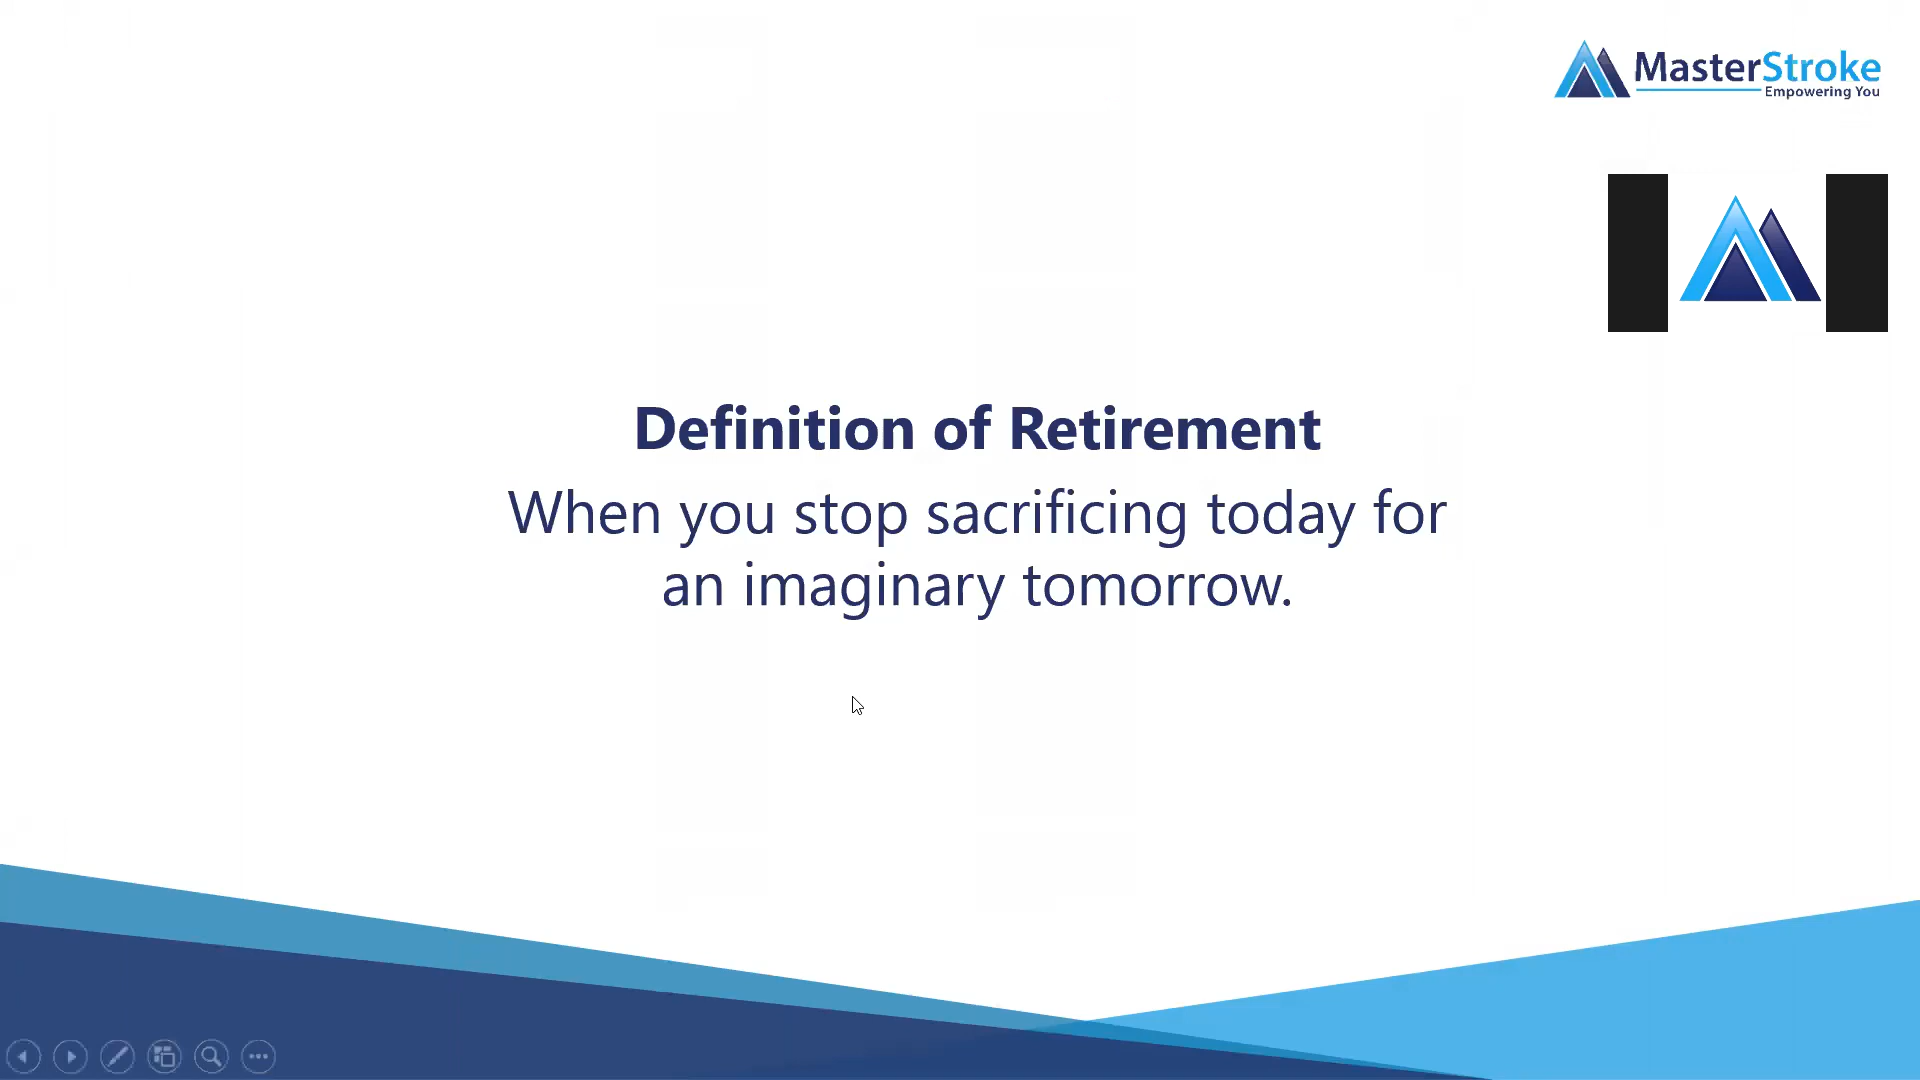 MasterStroke
Empowering You
Definition of Retirement
When you stop sacrificing today for
an imaginary tomorrow.